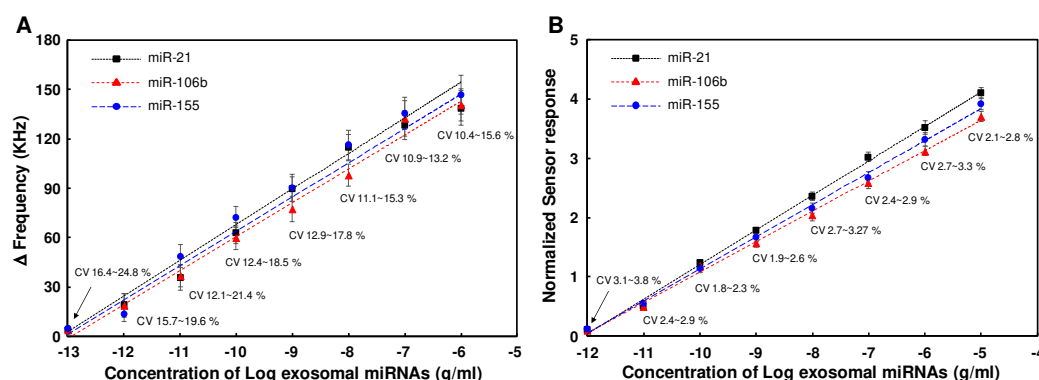 A
180
150
120
90
60
30
0
Δ Frequency (KHz)
miR-21
miR-106b
miR-155
CV 16.4~24.8 %
CV 15.7~19.6 %
CV 12.1~21.4 %
CV 12.4~18.5 %
CV 12.9~17.8 %
CV 11.1~15.3 %
CV 10.9~13.2 %
CV 10.4~15.6 %
-13 -12 -11 -10 -9 -8 -7 -6 -5
Concentration of Log exosomal miRNAs (g/ml)
B
5
4
3
2
1
0
Normalized Sensor response
miR-21
miR-106b
miR-155
CV 3.1~3.8 %
CV 2.4~2.9 %
CV 1.8~2.3 %
CV 1.9~2.6 %
CV 2.7~3.27 %
CV 2.4~2.9 %
CV 2.7~3.3 %
CV 2.1~2.8 %
-12 -11 -10 -9 -8 -7 -6 -5 -4
Concentration of Log exosomal miRNAs (g/ml)